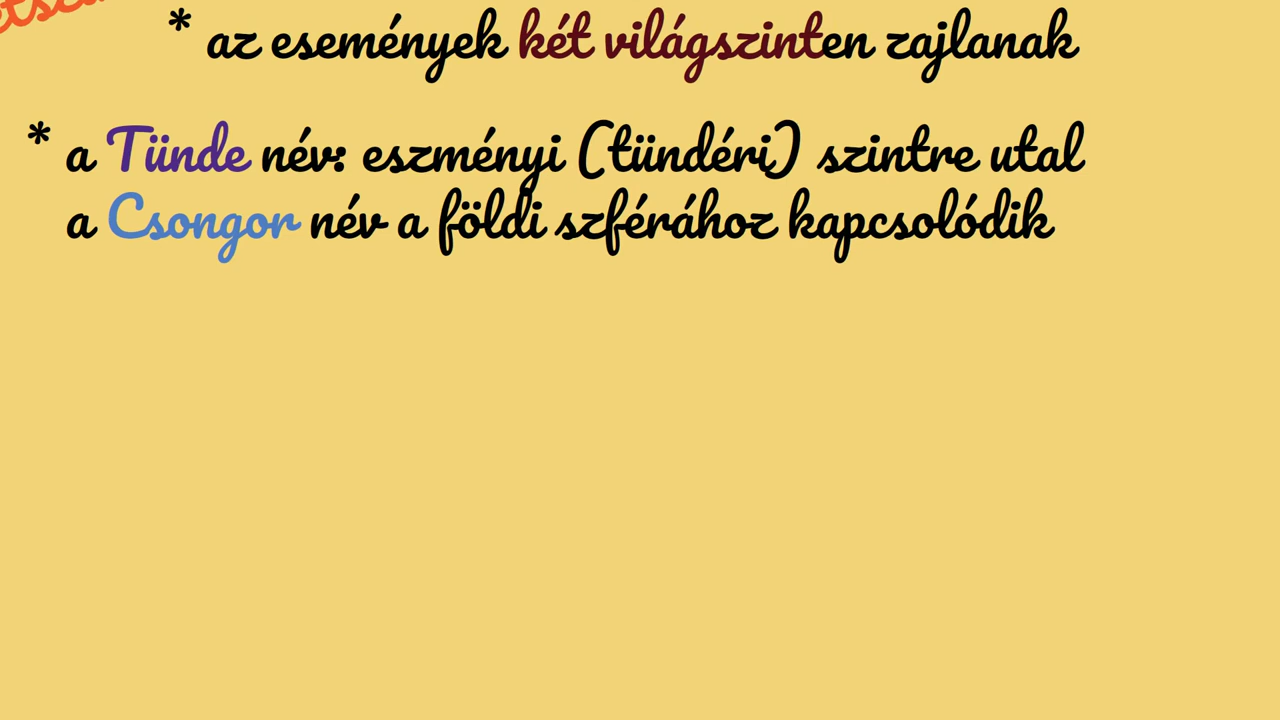 * az események két világszinten zajlanak
* a Tünde név: eszményi (tündéri) szintre utal
a Csongor név a földi szférához kapcsolódik